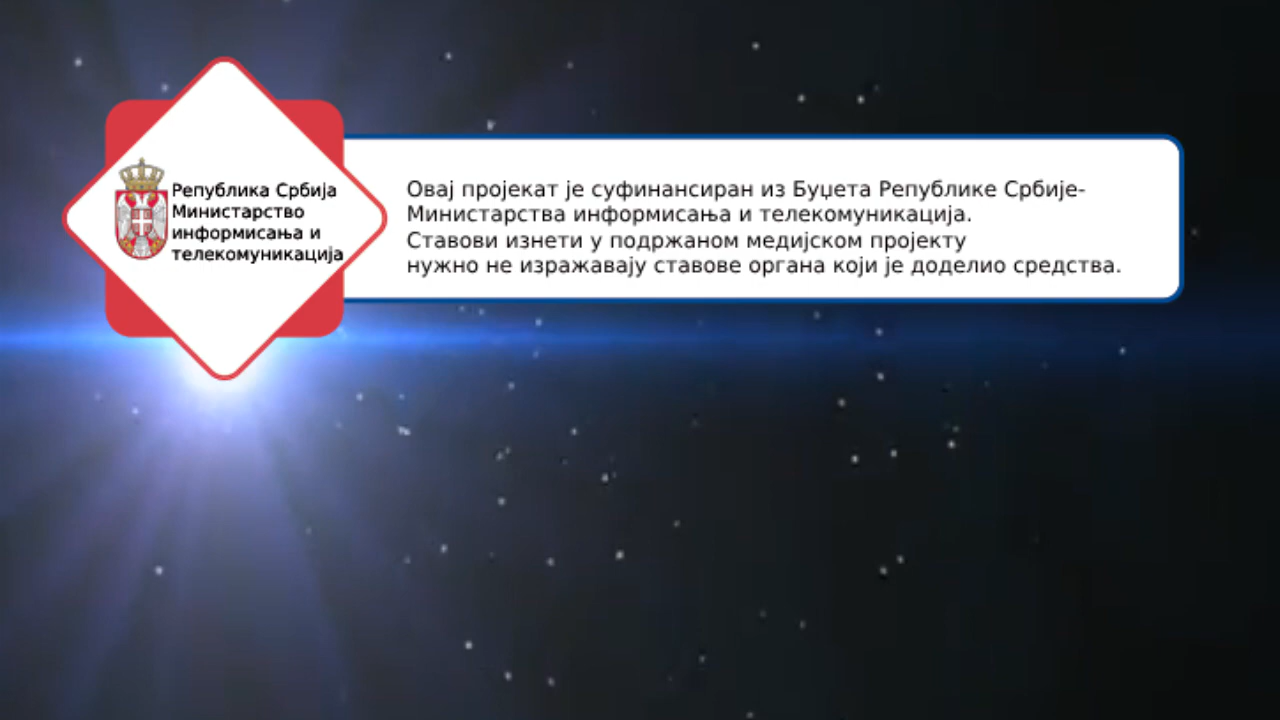 Република Србија
Министарство
информисања и
телекомуникација
Овај пројекат је суфинансиран из Буџета Републике Србије-
Министарства информисања и телекомуникација.
Ставови изнети у подржаном медијском пројекту
нужно не изражавају ставове органа који је доделио средства.